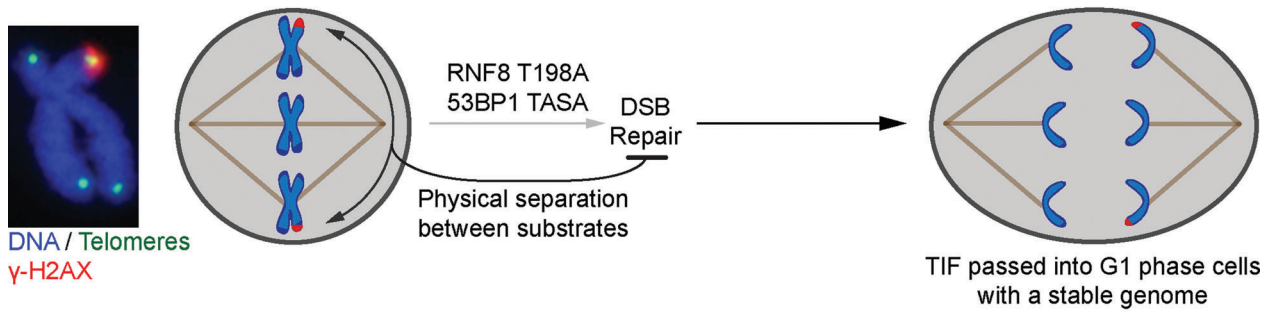 DNA / Telomeres
γ-H2AX
RNF8 T198A
53BP1 TASA
DSB
Repair
Physical separation
between substrates
TIF passed into G1 phase cells
with a stable genome